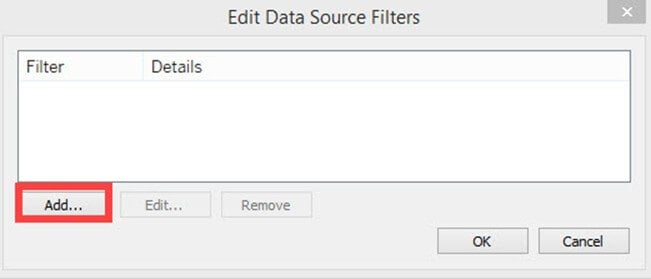 Edit Data Source Filters
Filter Details
Add... Edit... Remove
OK Cancel